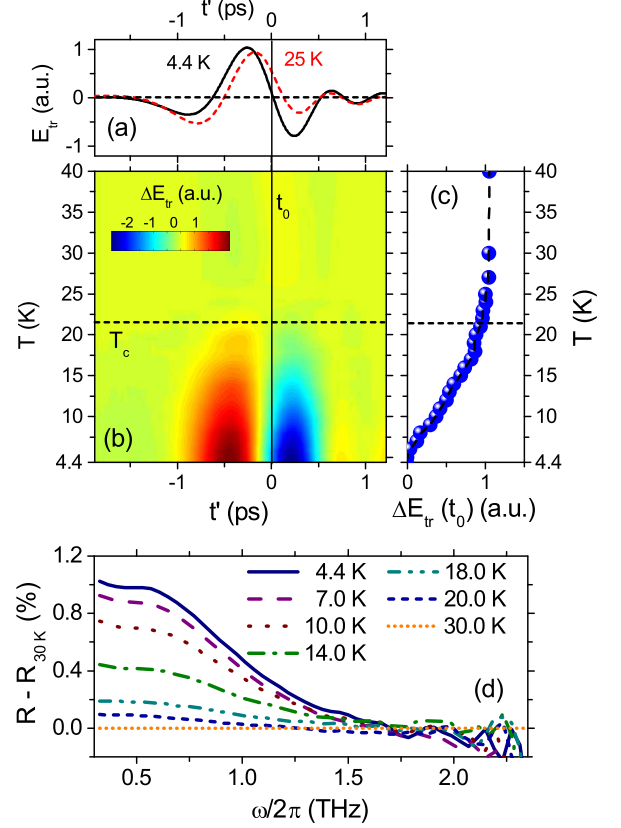 t' (ps)
-1 0 1
1
0
-1
E_tr (a.u.)
4.4 K
25 K
(a)
40
35
30
25
20
15
10
4.4
T (K)
ΔE_tr (a.u.)
-2 -1 0 1
t_0
T_c
(b)
-1 0 1
t' (ps)
(c)
40
35
30
25
20
15
10
4.4
T (K)
0 1
ΔE_tr (t_0) (a.u.)
1.2
0.8
0.4
0.0
R - R_30 K (%)
4.4 K 18.0 K
7.0 K 20.0 K
10.0 K 30.0 K
14.0 K
(d)
0.5 1.0 1.5 2.0
ω/2π (THz)